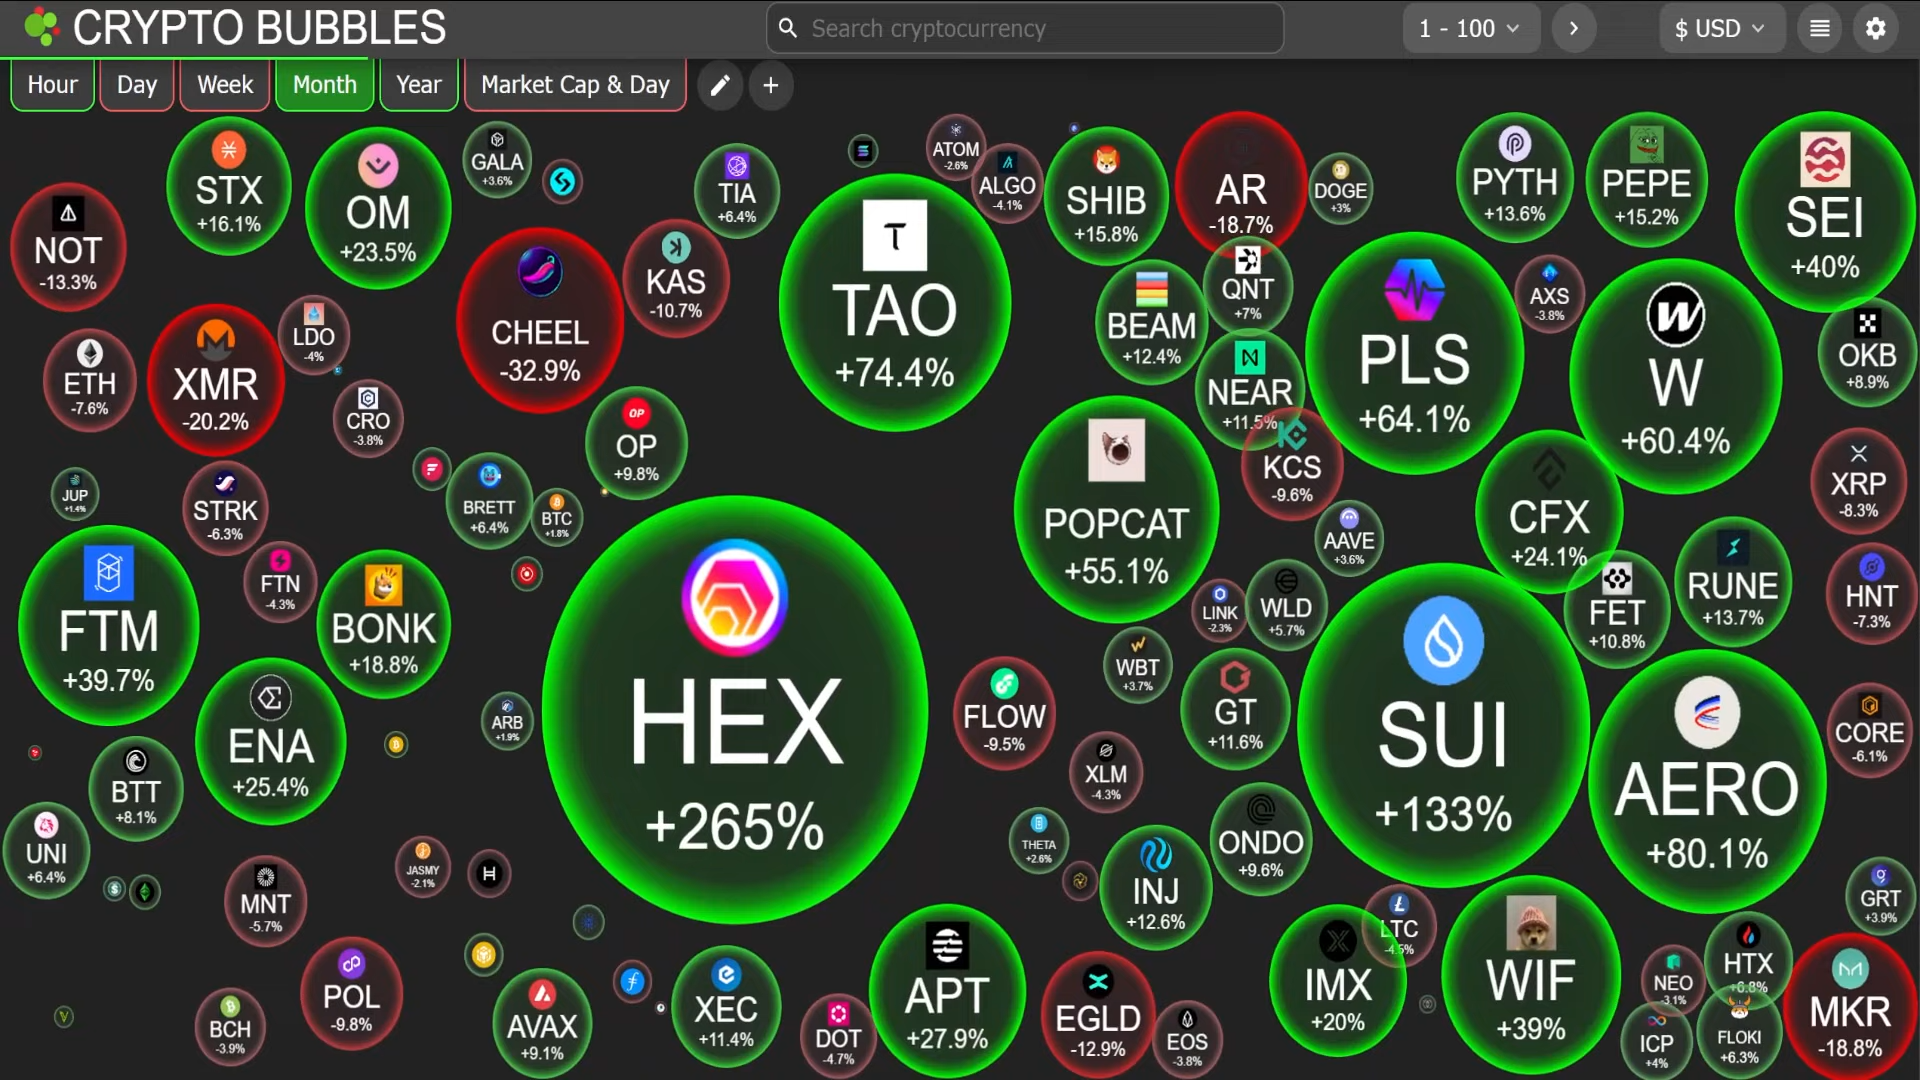 CRYPTO BUBBLES
Search cryptocurrency
1 - 100
$ USD
Hour
Day
Week
Month
Year
Market Cap & Day
STX
+16.1%
OM
+23.5%
GALA
+3.6%
TIA
+6.4%
ATOM
-2.6%
ALGO
-4.1%
SHIB
+15.8%
AR
-18.7%
DOGE
+3%
PYTH
+13.6%
PEPE
+15.2%
SEI
+40%
NOT
-13.3%
KAS
-10.7%
CHEEL
-32.9%
TAO
+74.4%
BEAM
+12.4%
QNT
+7%
NEAR
+11.5%
PLS
+64.1%
AXS
-3.8%
W
+60.4%
OKB
+8.9%
LDO
-4%
ETH
-7.6%
XMR
-20.2%
CRO
-3.8%
OP
OP
+9.8%
KCS
-9.6%
XRP
-8.3%
JUP
+1.4%
STRK
-6.3%
BRETT
+6.4%
BTC
+1.8%
POPCAT
+55.1%
AAVE
+3.6%
CFX
+24.1%
FTM
+39.7%
FTN
-4.3%
BONK
+18.8%
HEX
+265%
LINK
-2.3%
WLD
+5.7%
FET
+10.8%
RUNE
+13.7%
HNT
-7.3%
WBT
+3.7%
ENA
+25.4%
ARB
+1.9%
FLOW
-9.5%
GT
+11.6%
SUI
+133%
AERO
+80.1%
CORE
-6.1%
BTT
+8.1%
XLM
-4.3%
UNI
+6.4%
THETA
+2.6%
ONDO
+9.6%
JASMY
-2.1%
INJ
+12.6%
GRT
+3.9%
MNT
-5.7%
LTC
-4.5%
POL
-9.8%
XEC
+11.4%
APT
+27.9%
EGLD
-12.9%
IMX
+20%
WIF
+39%
NEO
-3.1%
HTX
+6.8%
MKR
-18.8%
BCH
-3.9%
AVAX
+9.1%
DOT
-4.7%
EOS
-3.8%
ICP
+4%
FLOKI
+6.3%